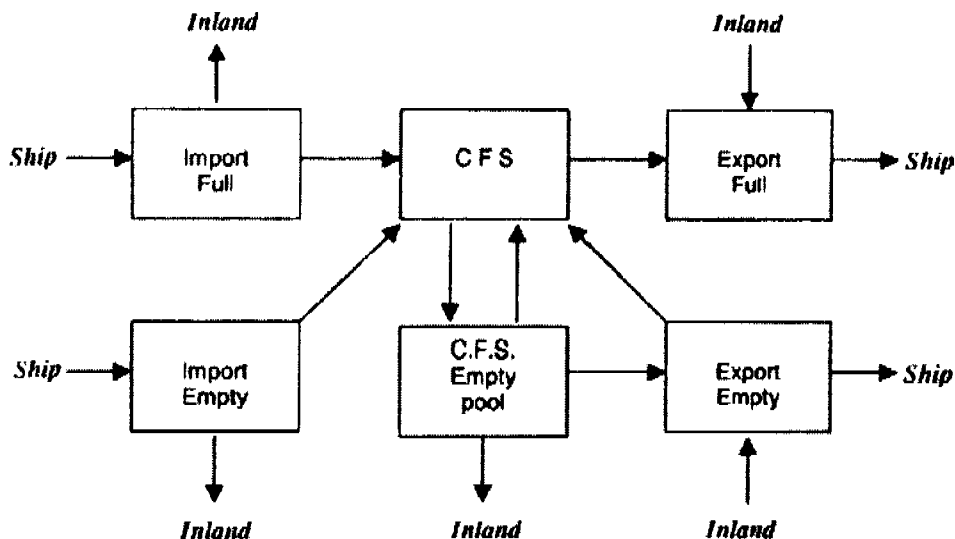 Inland
Inland
Ship
Import
Full
C F S
Export
Full
Ship
Ship
Import
Empty
C.F.S.
Empty
pool
Export
Empty
Ship
Inland
Inland
Inland